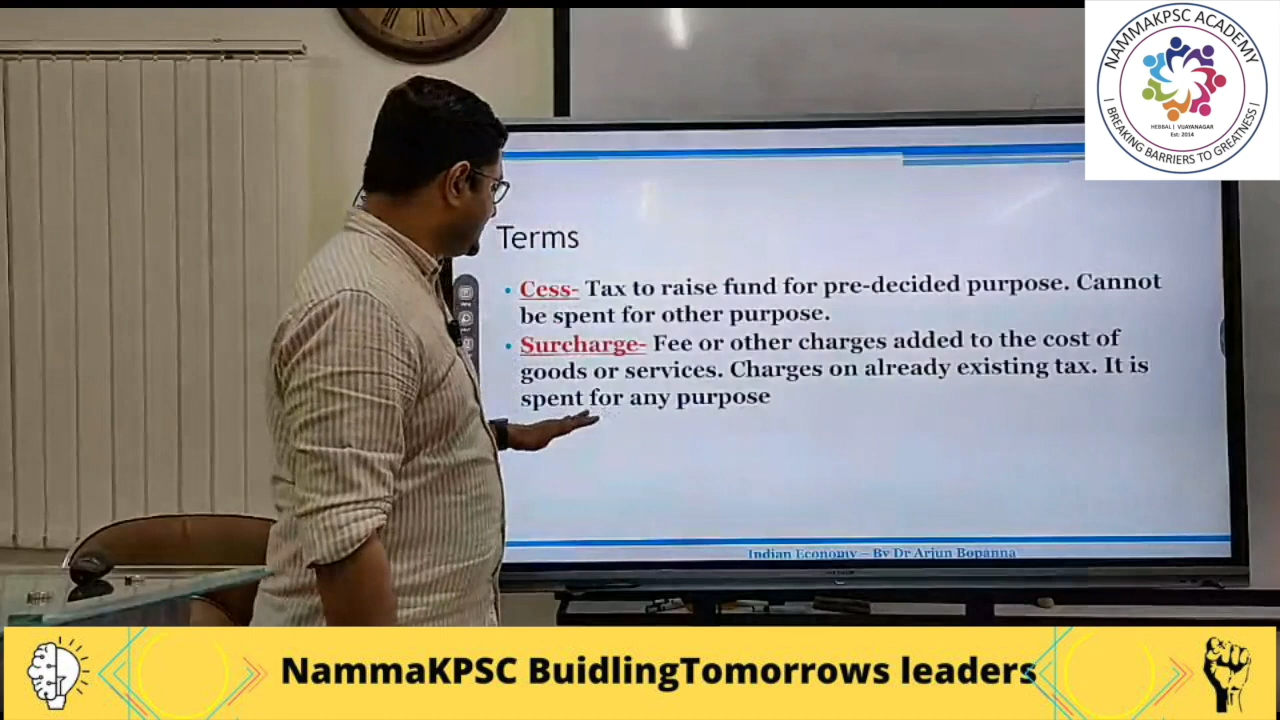 NAMMAKPSC ACADEMY
HEBBAL | VIJAYANAGAR
Est: 2014
| BREAKING BARRIERS TO GREATNESS |
Terms
• Cess- Tax to raise fund for pre-decided purpose. Cannot
be spent for other purpose.
• Surcharge- Fee or other charges added to the cost of
goods or services. Charges on already existing tax. It is
spent for any purpose
Indian Economy – By Dr Arjun Bopanna
NammaKPSC BuidlingTomorrows leaders